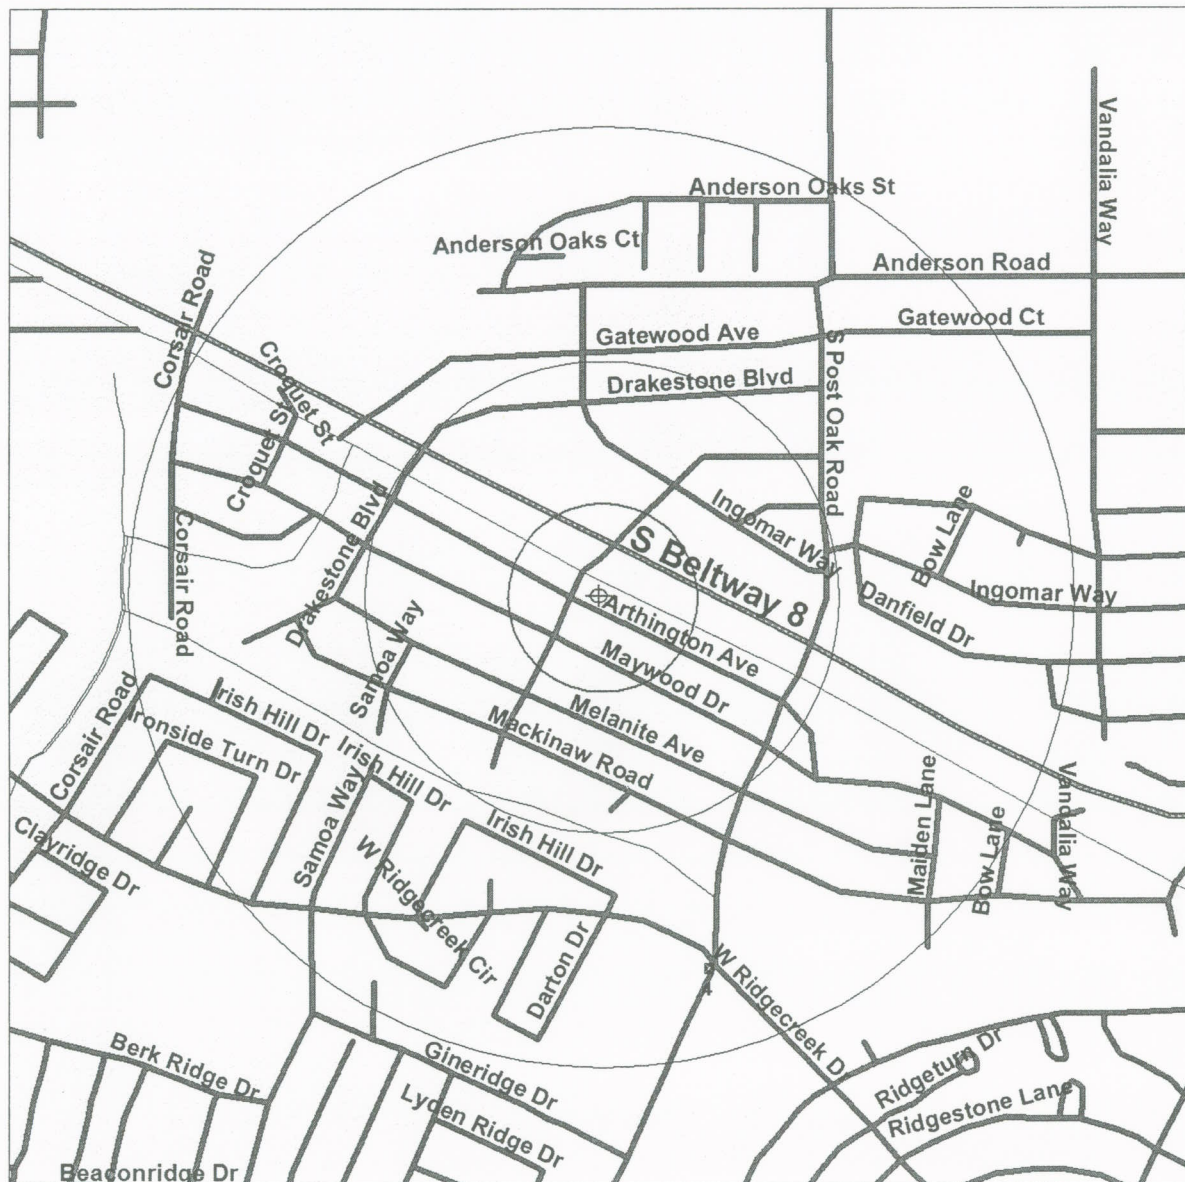 Vandalia Way
Anderson Oaks St
Anderson Oaks Ct
Anderson Road
Corsair Road
Gatewood Ct
Gatewood Ave
Croquet St
Drakestone Blvd
S Post Oak Road
Croquet St
Drakestone Blvd
Ingomar Way
Bow Lane
Corsair Road
S Beltway 8
Ingomar Way
Danfield Dr
Arthington Ave
Samoa Way
Maywood Dr
Melanite Ave
Mackinaw Road
Corsair Road
Irish Hill Dr
Ironside Turn Dr
Irish Hill Dr
Samoa Way
Irish Hill Dr
Maiden Lane
Bow Lane
Vandalia Way
Clayridge Dr
W Ridgecreek Cir
Darton Dr
4
W Ridgecreek D
Berk Ridge Dr
Gineridge Dr
Ridgeturn Dr
Lyden Ridge Dr
Ridgestone Lane
Beaconridge Dr